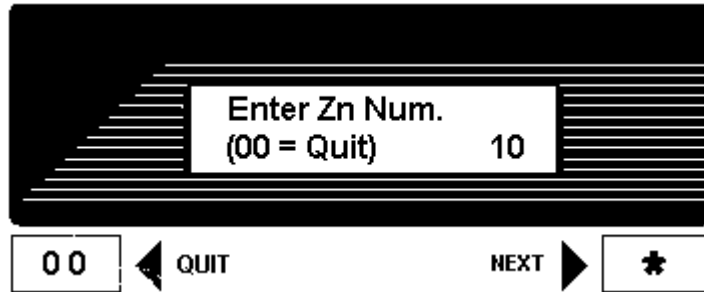 Enter Zn Num.
(00 = Quit) 10
00 QUIT NEXT *